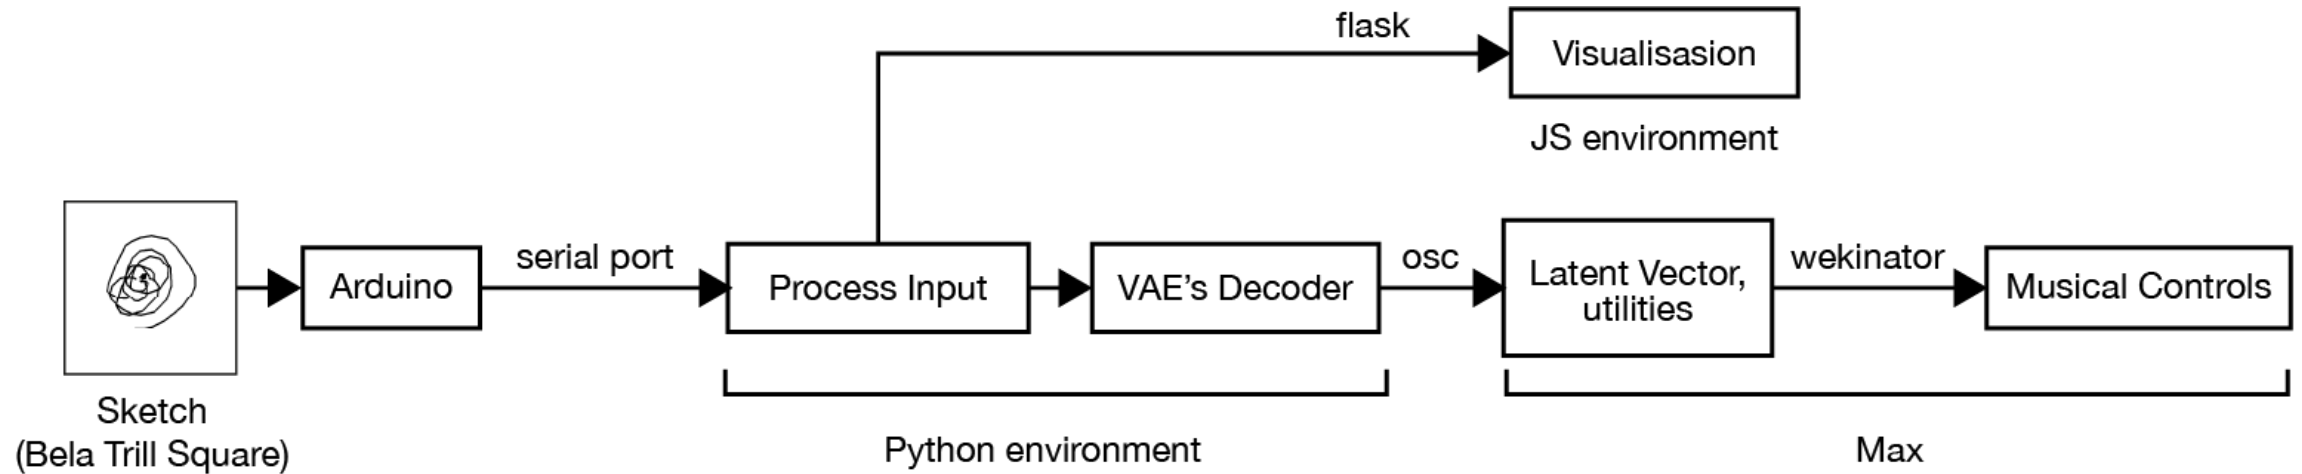 flask
Visualisasion
JS environment
Sketch
(Bela Trill Square)
Arduino
serial port
Process Input
VAE’s Decoder
osc
Latent Vector,
utilities
wekinator
Musical Controls
Python environment
Max